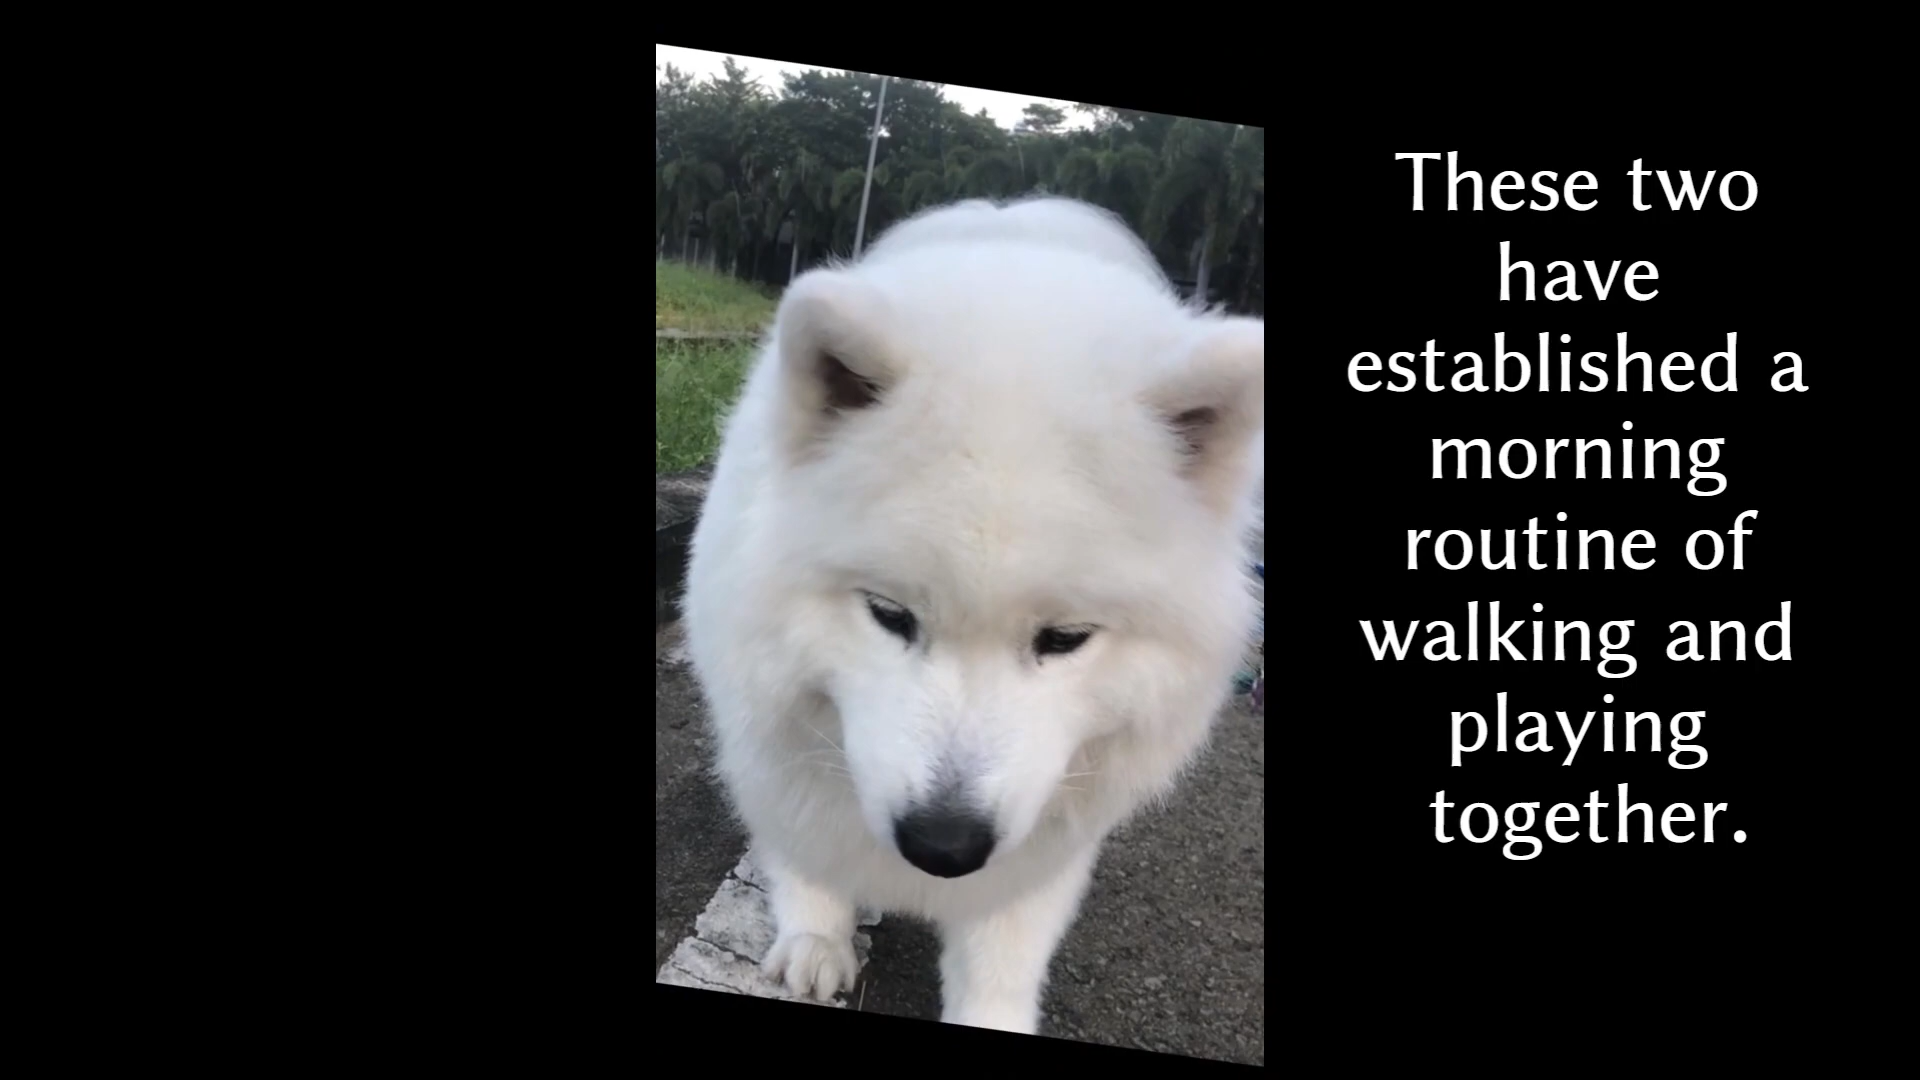 These two
have
established a
morning
routine of
walking and
playing
together.